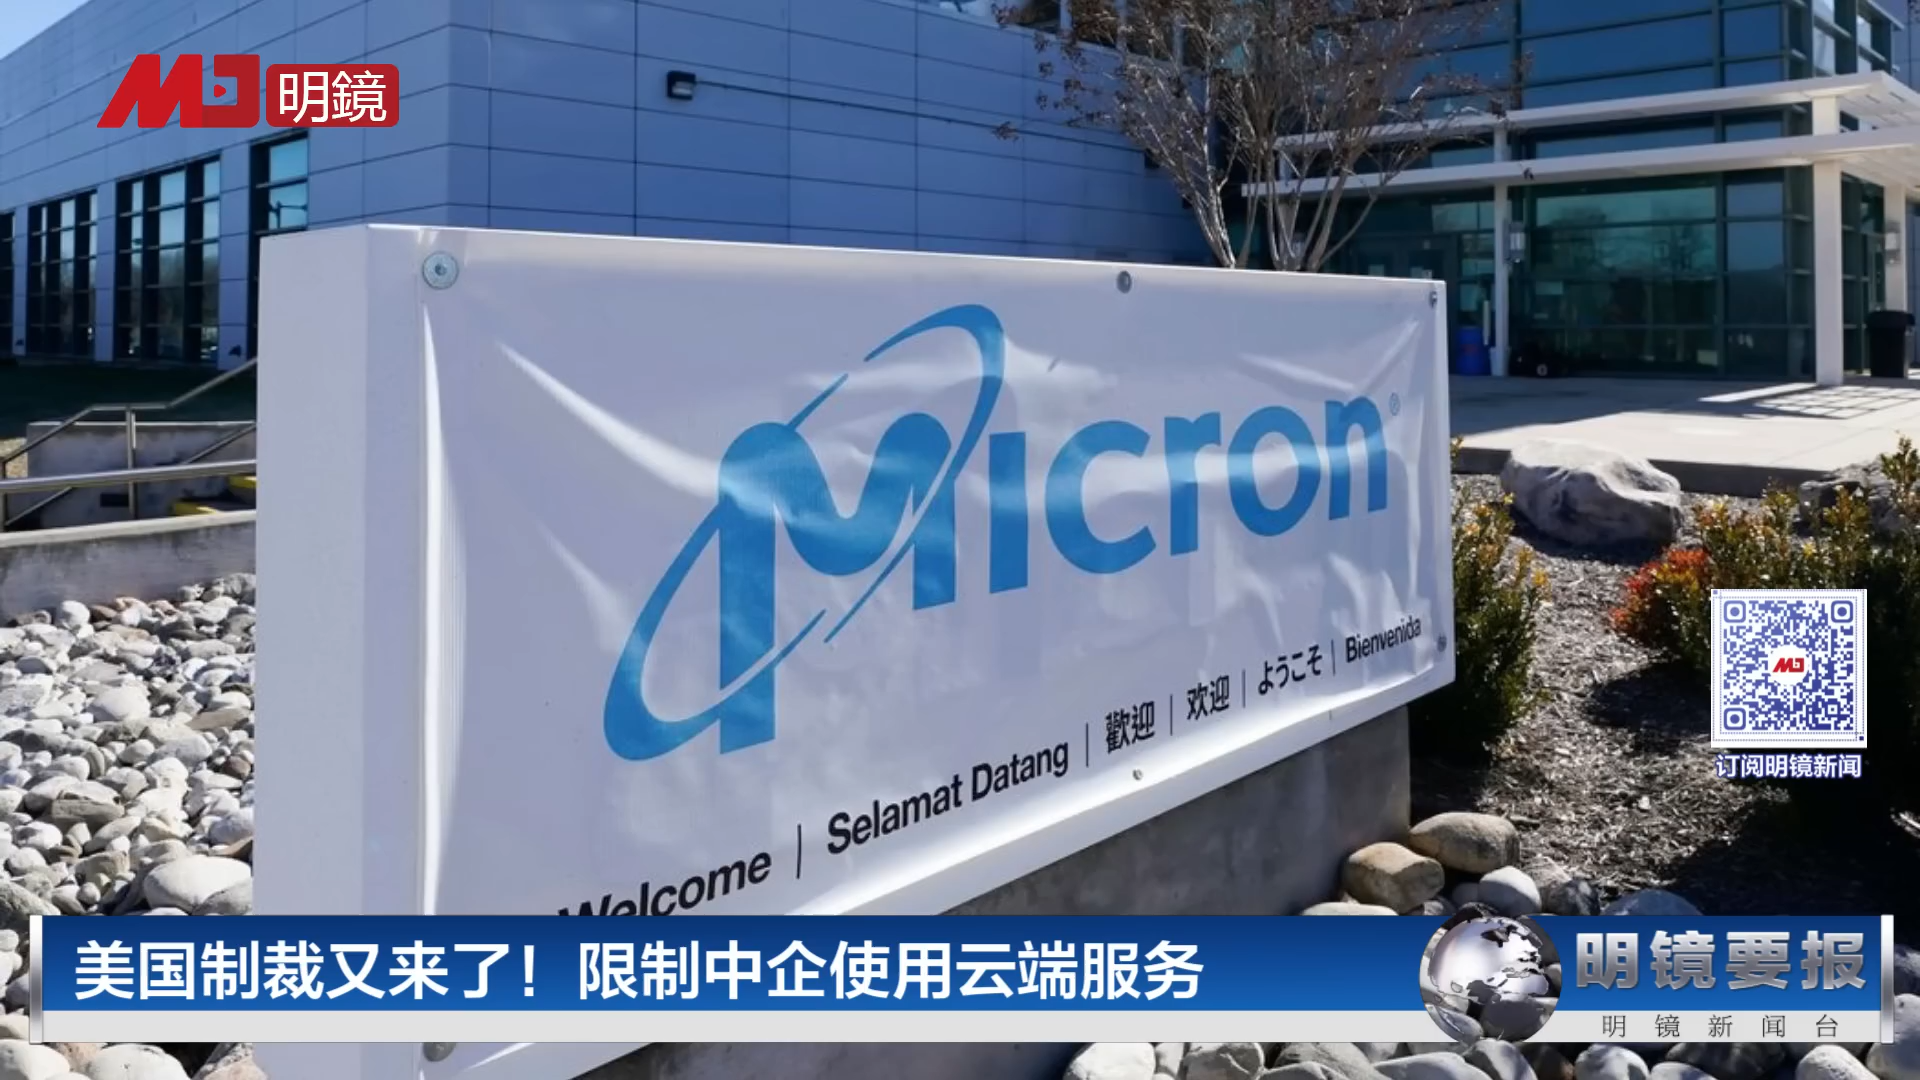 MJ 明鏡
Micron®
Welcome | Selamat Datang | 歡迎 | 欢迎 | ようこそ | Bienvenida
订阅明镜新闻
美国制裁又来了！限制中企使用云端服务
明镜要报
明镜新闻台